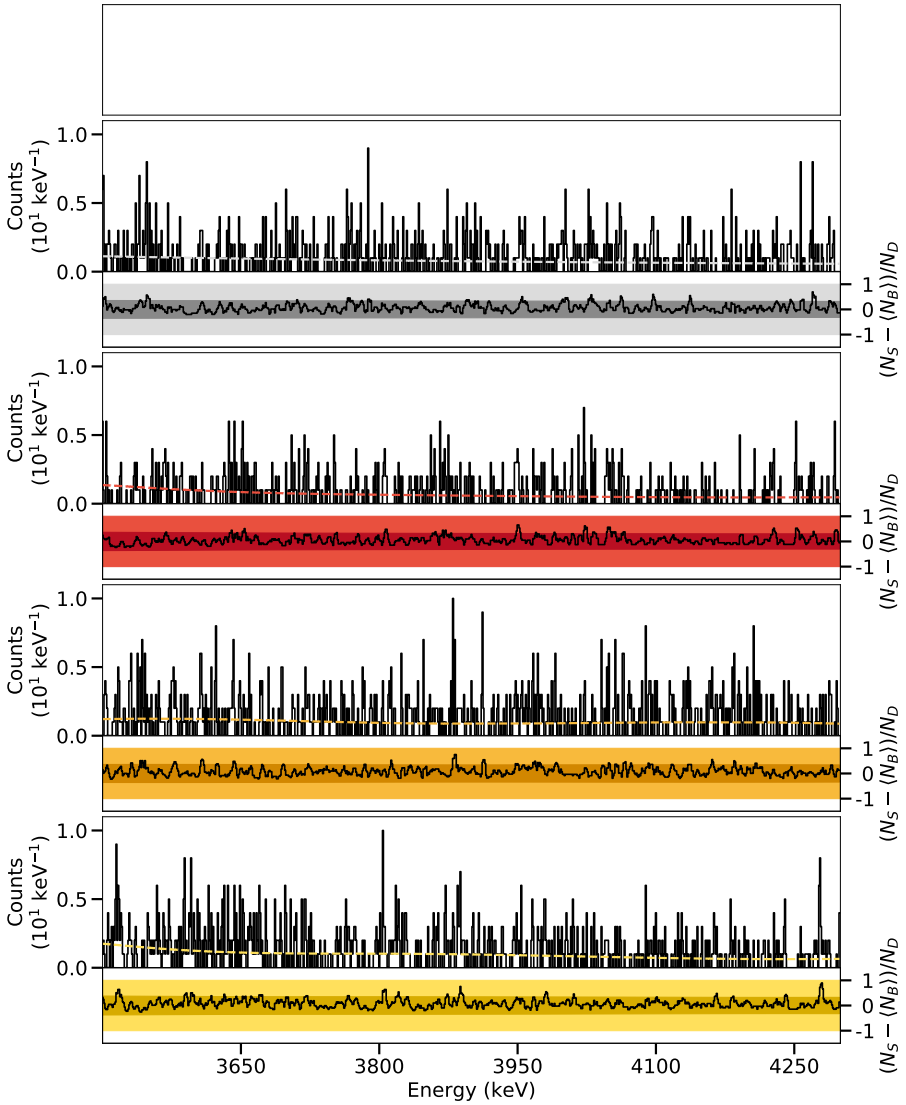 1.0
0.5
0.0
Counts
(10¹ keV⁻¹)
1
0
-1
(N_S − ⟨N_B⟩)/N_D
1.0
0.5
0.0
Counts
(10¹ keV⁻¹)
1
0
-1
(N_S − ⟨N_B⟩)/N_D
1.0
0.5
0.0
Counts
(10¹ keV⁻¹)
1
0
-1
(N_S − ⟨N_B⟩)/N_D
1.0
0.5
0.0
Counts
(10¹ keV⁻¹)
1
0
-1
(N_S − ⟨N_B⟩)/N_D
3650 3800 3950 4100 4250
Energy (keV)